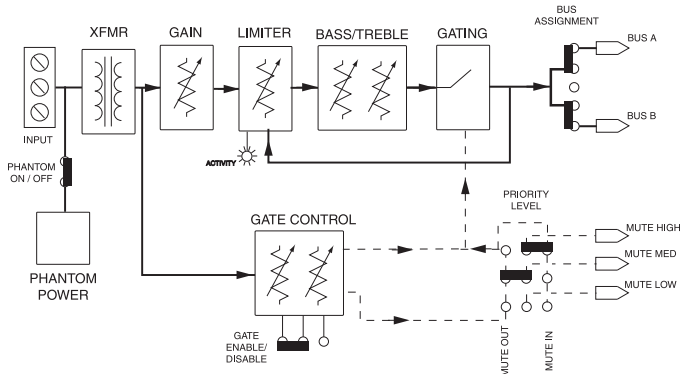 BUS
ASSIGNMENT
XFMR
GAIN
LIMITER
BASS/TREBLE
GATING
BUS A
BUS B
INPUT
ACTIVITY
PHANTOM
ON / OFF
PHANTOM
POWER
GATE CONTROL
GATE
ENABLE/
DISABLE
PRIORITY
LEVEL
MUTE HIGH
MUTE MED
MUTE LOW
MUTE OUT
MUTE IN